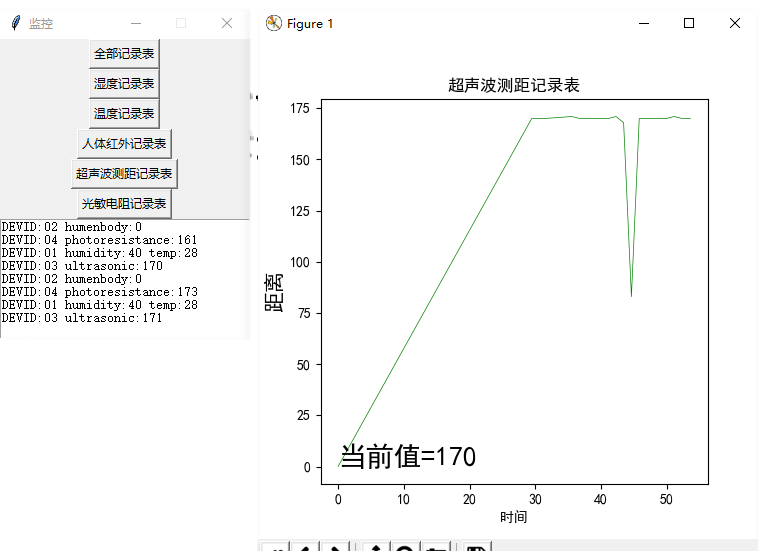 监控
全部记录表
湿度记录表
温度记录表
人体红外记录表
超声波测距记录表
光敏电阻记录表
DEVID:02 humenbody:0
DEVID:04 photoresistance:161
DEVID:01 humidity:40 temp:28
DEVID:03 ultrasonic:170
DEVID:02 humenbody:0
DEVID:04 photoresistance:173
DEVID:01 humidity:40 temp:28
DEVID:03 ultrasonic:171
Figure 1
超声波测距记录表
175
150
125
100
75
50
25
0
距离
当前值=170
0 10 20 30 40 50
时间